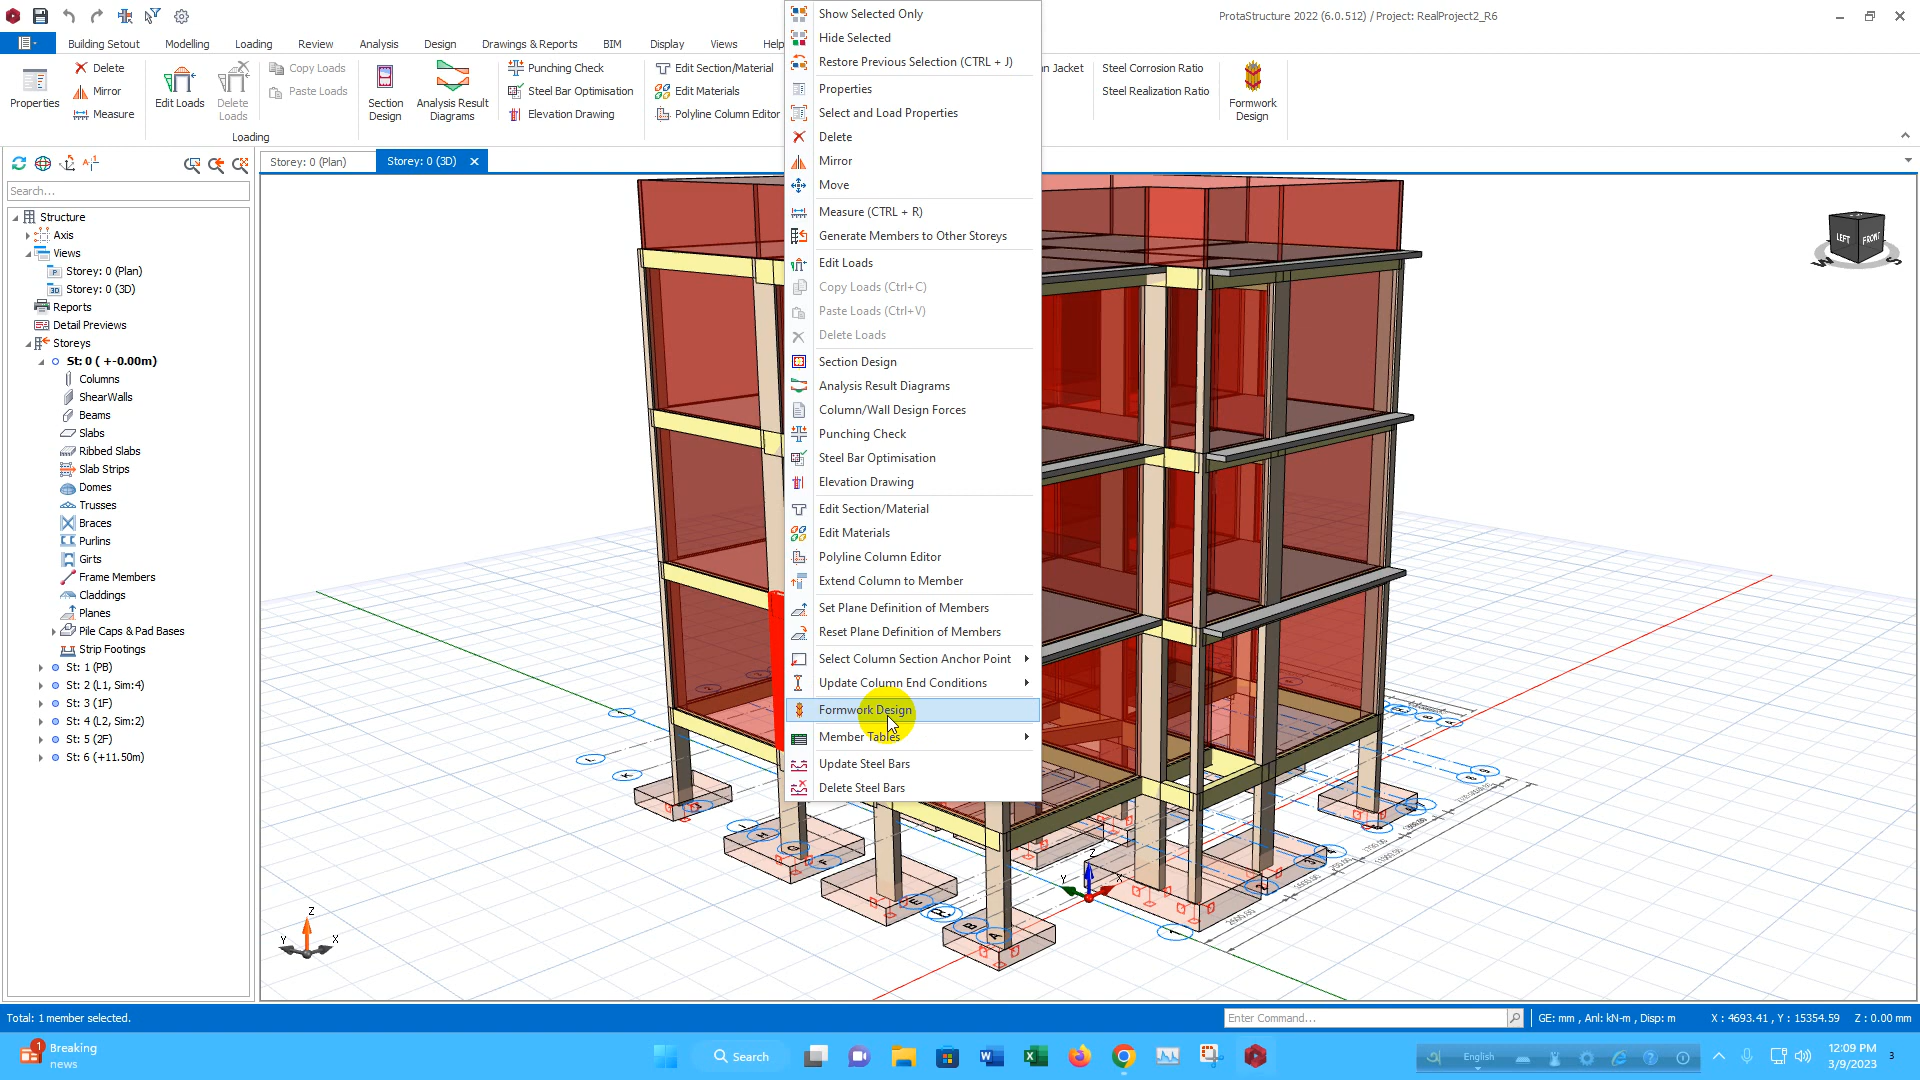 ProtaStructure 2022 (6.0.512) / Project: RealProject2_R6
Building Setout
Modelling
Loading
Review
Analysis
Design
Drawings & Reports
BIM
Display
Views
Help
Properties
Delete
Mirror
Measure
Edit Loads
Delete
Loads
Copy Loads
Paste Loads
Loading
Section
Design
Analysis Result
Diagrams
Punching Check
Steel Bar Optimisation
Elevation Drawing
Edit Section/Material
Edit Materials
Polyline Column Editor
n Jacket
Steel Corrosion Ratio
Steel Realization Ratio
Formwork
Design
Storey: 0 (Plan)
Storey: 0 (3D)
Search...
Structure
Axis
Views
Storey: 0 (Plan)
Storey: 0 (3D)
Reports
Detail Previews
Storeys
St: 0 ( +-0.00m)
Columns
ShearWalls
Beams
Slabs
Ribbed Slabs
Slab Strips
Domes
Trusses
Braces
Purlins
Girts
Frame Members
Claddings
Planes
Pile Caps & Pad Bases
Strip Footings
St: 1 (PB)
St: 2 (L1, Sim:4)
St: 3 (1F)
St: 4 (L2, Sim:2)
St: 5 (2F)
St: 6 (+11.50m)
Show Selected Only
Hide Selected
Restore Previous Selection (CTRL + J)
Properties
Select and Load Properties
Delete
Mirror
Move
Measure (CTRL + R)
Generate Members to Other Storeys
Edit Loads
Copy Loads (Ctrl+C)
Paste Loads (Ctrl+V)
Delete Loads
Section Design
Analysis Result Diagrams
Column/Wall Design Forces
Punching Check
Steel Bar Optimisation
Elevation Drawing
Edit Section/Material
Edit Materials
Polyline Column Editor
Extend Column to Member
Set Plane Definition of Members
Reset Plane Definition of Members
Select Column Section Anchor Point
Update Column End Conditions
Formwork Design
Member Tables
Update Steel Bars
Delete Steel Bars
LEFT
FRONT
W
S
Z
Y
X
Z
Y
X
L
K
J
H
G
F
E
B
A
1
2
3
4
Total: 1 member selected.
Enter Command...
GE: mm , Anl: kN-m , Disp: m
X : 4693.41 , Y : 15354.59
Z : 0.00 mm
1
Breaking
news
Search
English
12:09 PM
3/9/2023
3